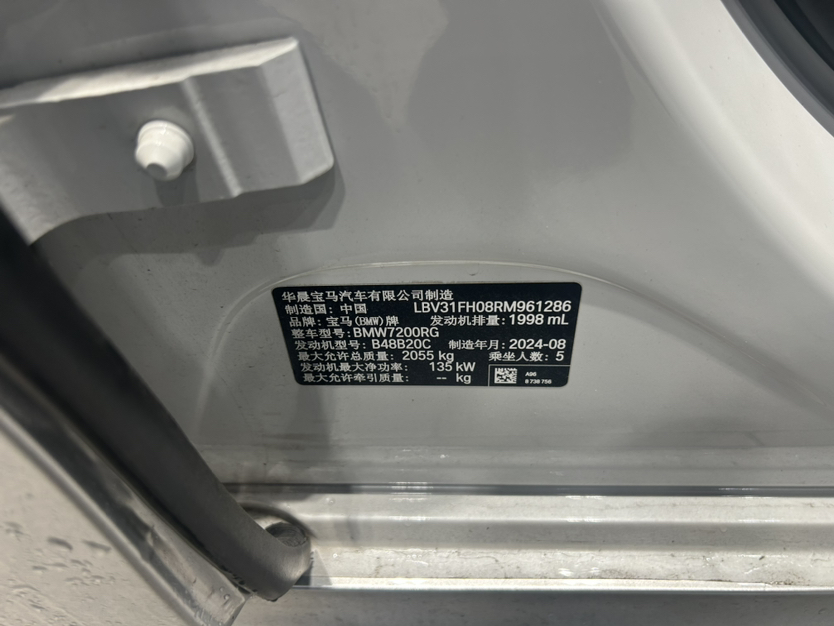 华晨宝马汽车有限公司制造
制造国: 中国 LBV31FH08RM961286
品牌: 宝马(BMW)牌 发动机排量: 1998 mL
整车型号: BMW7200RG
发动机型号: B48B20C 制造年月: 2024-08
最大允许总质量: 2055 kg 乘坐人数: 5
发动机最大净功率: 135 kW
最大允许牵引质量: -- kg
A96
8 738 756